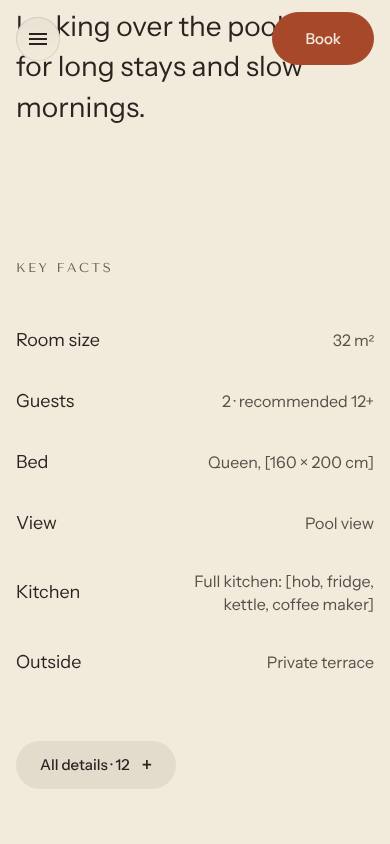 king over the pool
Book
for long stays and slow
mornings.
KEY FACTS
Room size
32 m²
Guests
2 · recommended 12+
Bed
Queen, [160 × 200 cm]
View
Pool view
Kitchen
Full kitchen: [hob, fridge,
kettle, coffee maker]
Outside
Private terrace
All details · 12 +